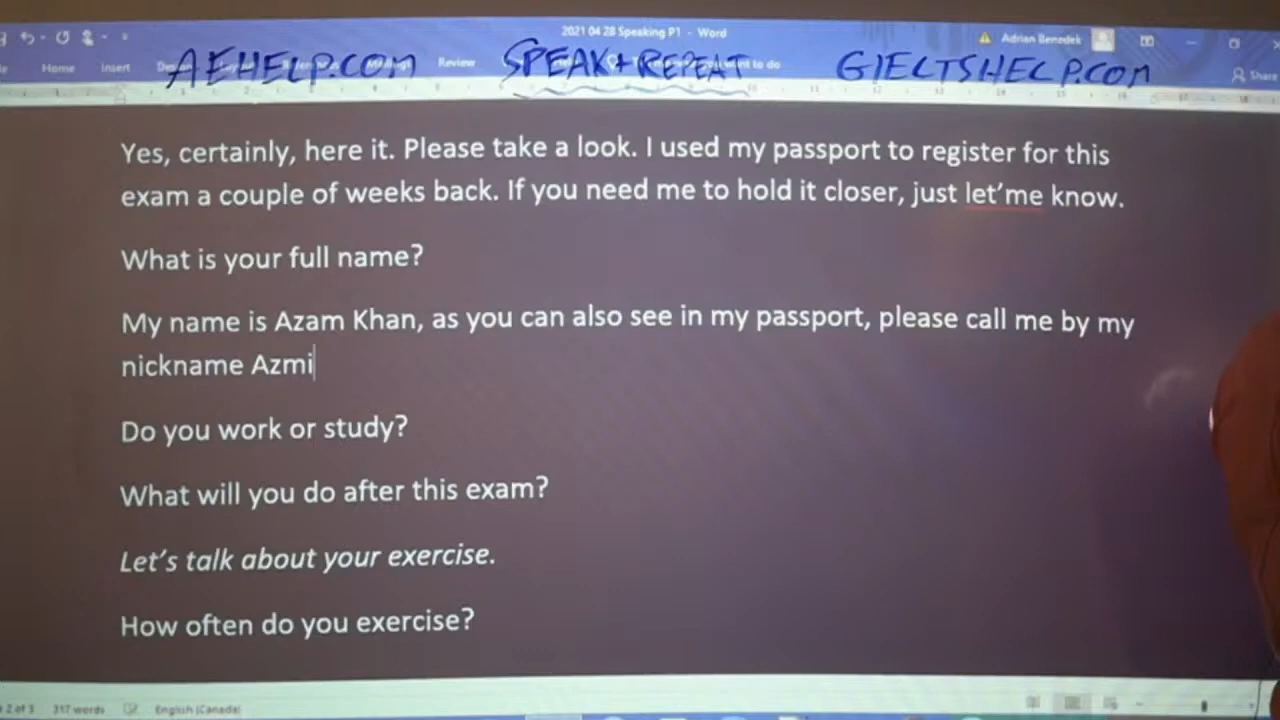 2021 04 28 Speaking P1 - Word
Adrian Benedek
Home Insert Review to do
Share
AEHELP.COM SPEAK+REPEAT GIELTSHELP.COM
Yes, certainly, here it. Please take a look. I used my passport to register for this
exam a couple of weeks back. If you need me to hold it closer, just let’me know.
What is your full name?
My name is Azam Khan, as you can also see in my passport, please call me by my
nickname Azmi
Do you work or study?
What will you do after this exam?
Let’s talk about your exercise.
How often do you exercise?
2 of 3 317 words English (Canada)